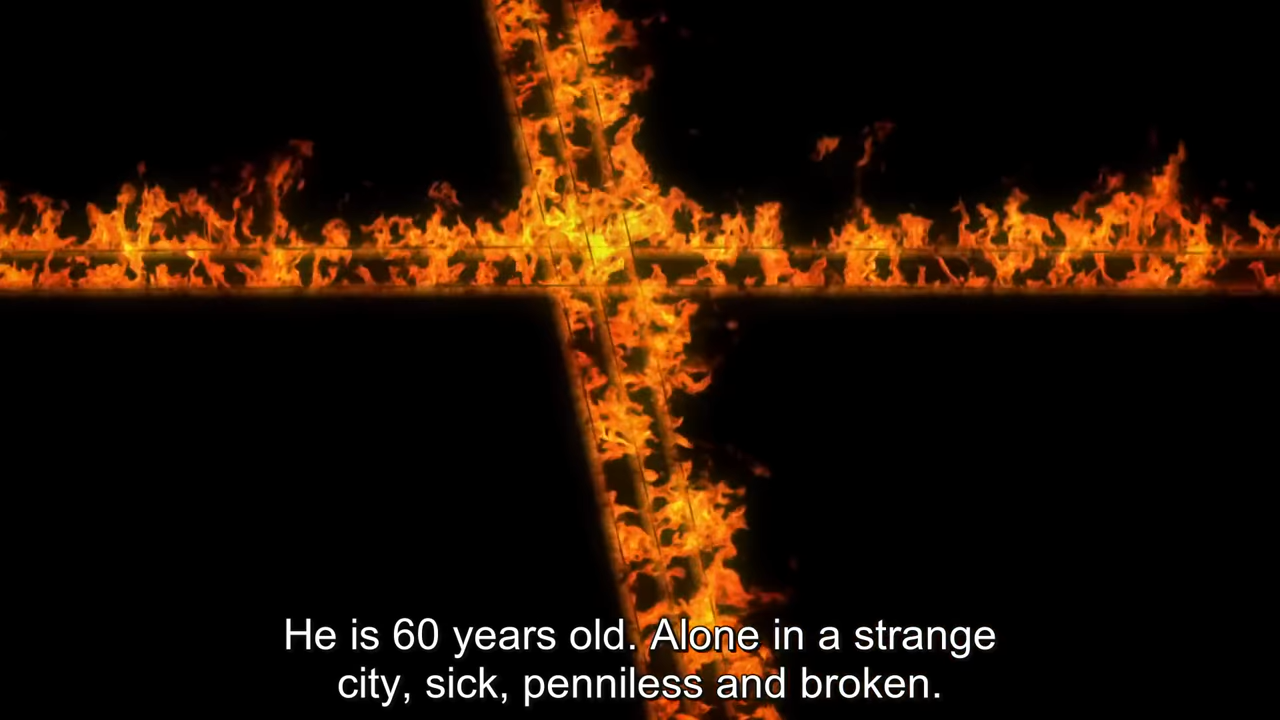 He is 60 years old. Alone in a strange
city, sick, penniless and broken.